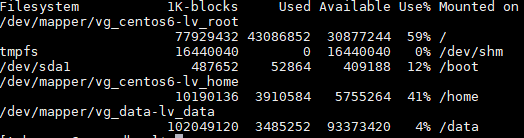 Filesystem           1K-blocks      Used Available Use% Mounted on
/dev/mapper/vg_centos6-lv_root
                      77929432  43086852  30877244  59% /
tmpfs                 16440040         0  16440040   0% /dev/shm
/dev/sda1               487652     52864    409188  12% /boot
/dev/mapper/vg_centos6-lv_home
                      10190136   3910584   5755264  41% /home
/dev/mapper/vg_data-lv_data
                     102049120   3485252  93373420   4% /data